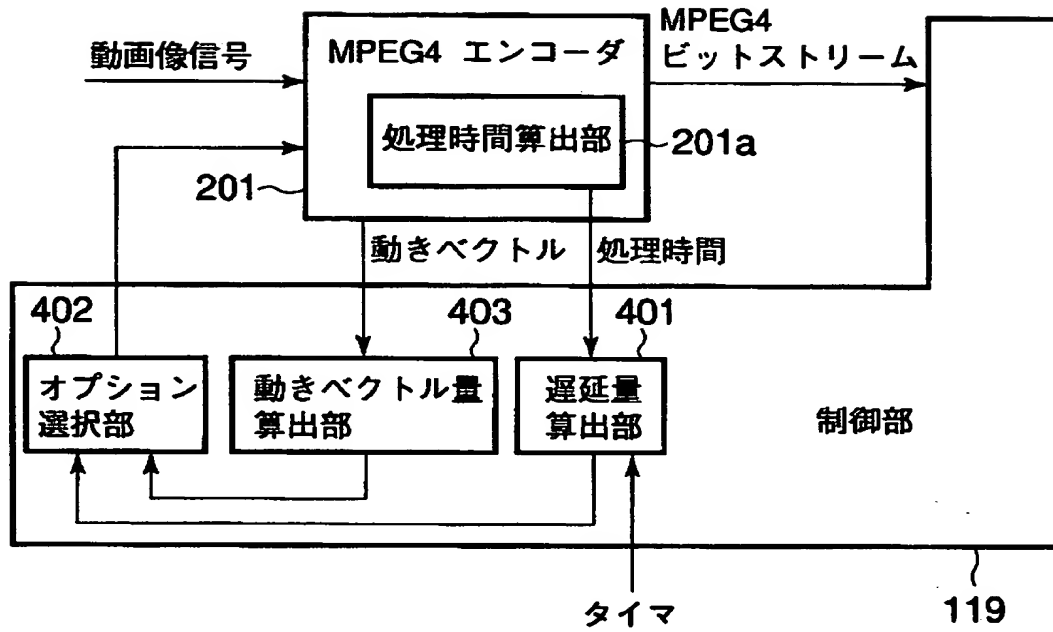 動画像信号
MPEG4 エンコーダ
MPEG4
ビットストリーム
処理時間算出部
201a
201
動きベクトル
処理時間
402
403
401
オプション
選択部
動きベクトル量
算出部
遅延量
算出部
制御部
タイマ
119